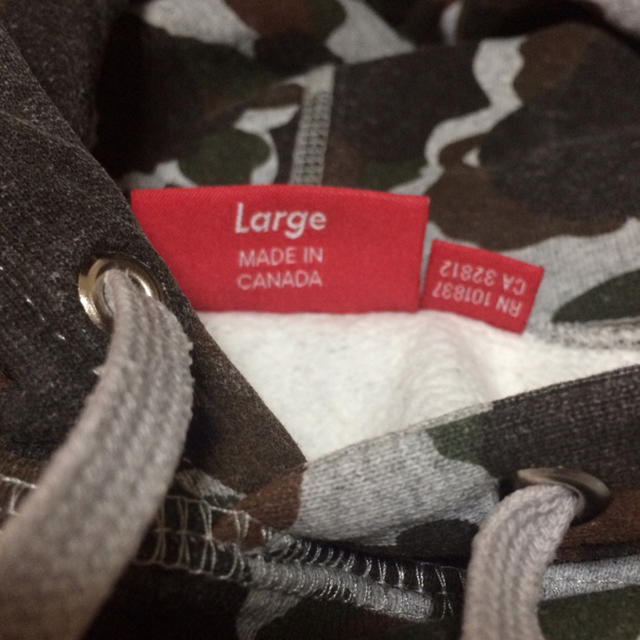 Large
MADE IN
CANADA
RN 101837
CA 32812